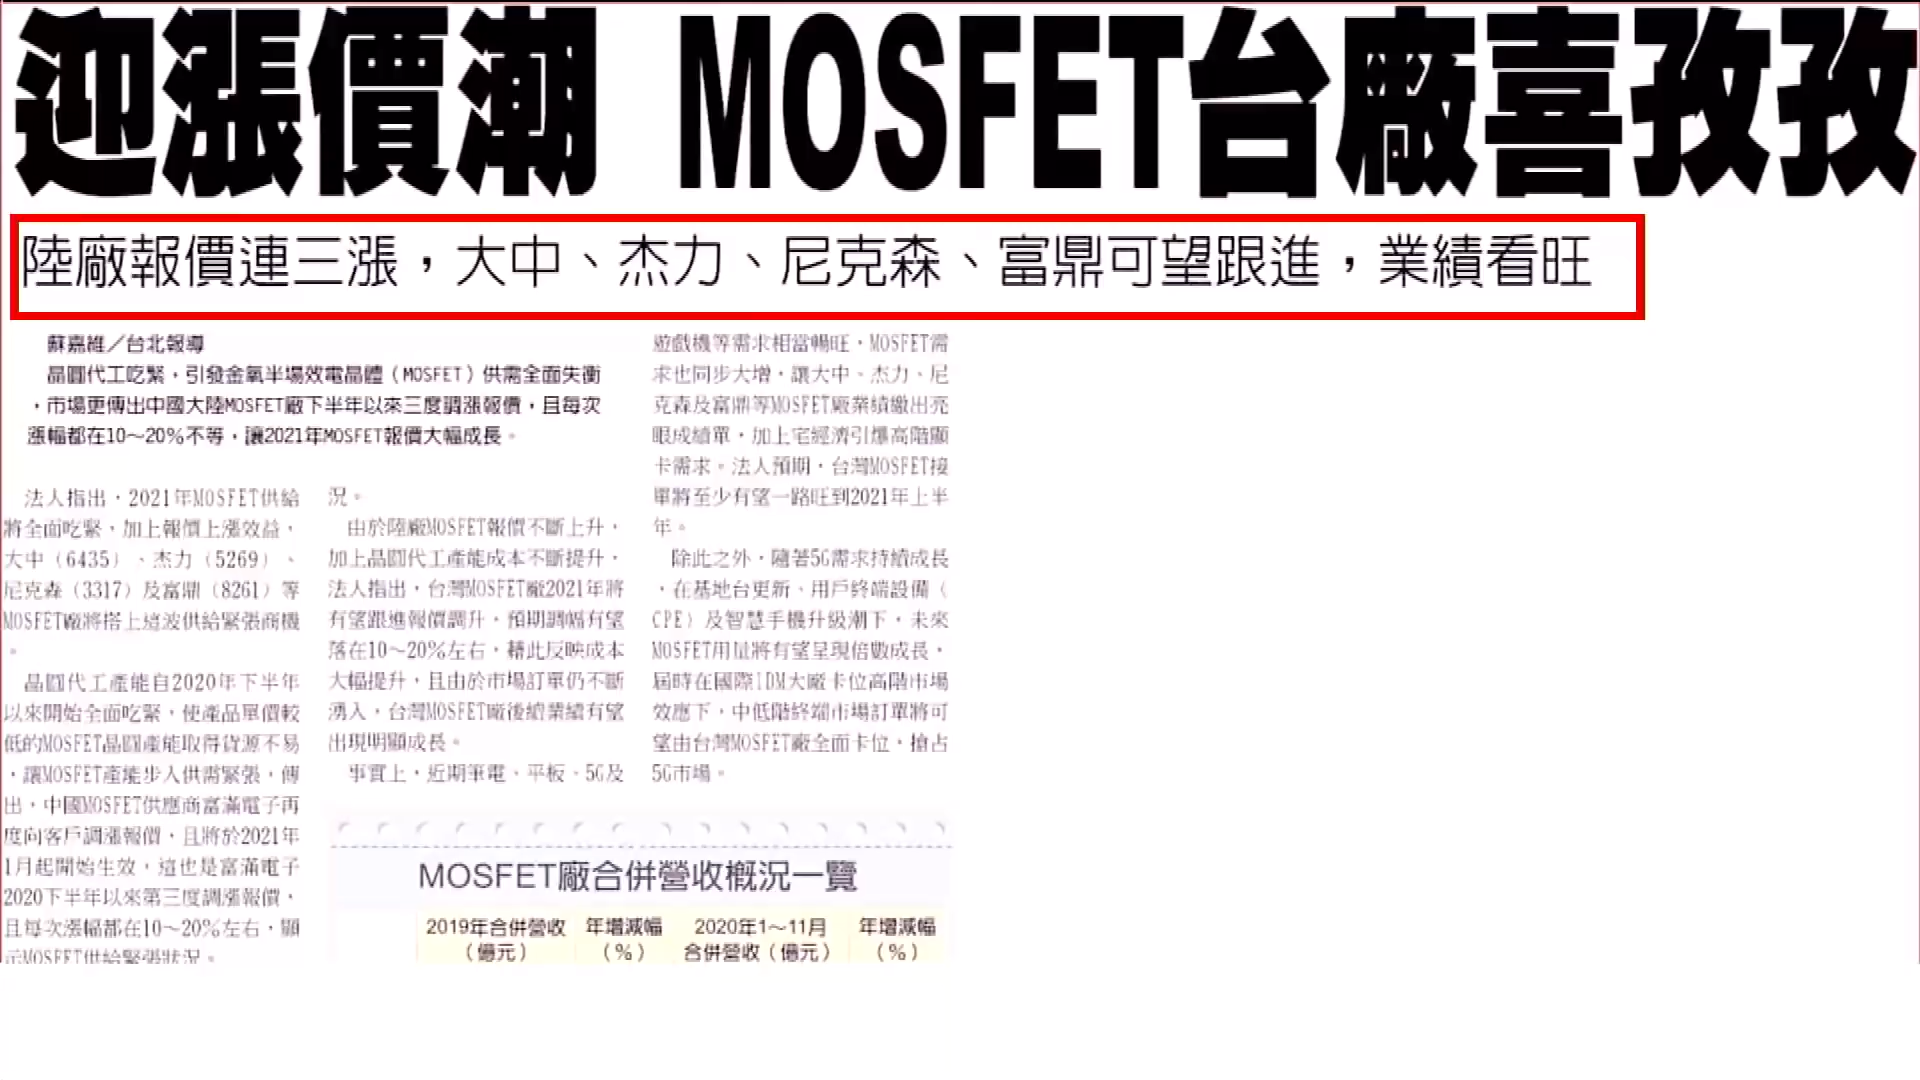 迎漲價潮 MOSFET台廠喜孜孜
陸廠報價連三漲，大中、杰力、尼克森、富鼎可望跟進，業績看旺
蘇嘉維／台北報導
晶圓代工吃緊，引發金氧半場效電晶體（MOSFET）供需全面失衡
，市場更傳出中國大陸MOSFET廠下半年以來三度調漲報價，且每次
漲幅都在10～20%不等，讓2021年MOSFET報價大幅成長。
法人指出，2021年MOSFET供給
將全面吃緊，加上報價上漲效益，
大中（6435）、杰力（5269）、
尼克森（3317）及富鼎（8261）等
MOSFET廠將搭上這波供給緊張商機
。
晶圓代工產能自2020年下半年
以來開始全面吃緊，使產品單價較
低的MOSFET晶圓產能取得貨源不易
，讓MOSFET產能步入供需緊張，傳
出，中國MOSFET供應商富滿電子再
度向客戶調漲報價，且將於2021年
1月起開始生效，這也是富滿電子
2020下半年以來第三度調漲報價，
且每次漲幅都在10～20%左右，顯
示MOSFET供給緊張狀況。
況。
由於陸廠MOSFET報價不斷上升，
加上晶圓代工產能成本不斷提升，
法人指出，台灣MOSFET廠2021年將
有望跟進報價調升，預期調幅有望
落在10～20%左右，藉此反映成本
大幅提升，且由於市場訂單仍不斷
湧入，台灣MOSFET廠後續業績有望
出現明顯成長。
事實上，近期筆電、平板、5G及
遊戲機等需求相當暢旺，MOSFET需
求也同步大增，讓大中、杰力、尼
克森及富鼎等MOSFET廠業績繳出亮
眼成績單，加上宅經濟引爆高階顯
卡需求。法人預期，台灣MOSFET接
單將至少有望一路旺到2021年上半
年。
除此之外，隨著5G需求持續成長
，在基地台更新、用戶終端設備（
CPE）及智慧手機升級潮下，未來
MOSFET用量將有望呈現倍數成長，
屆時在國際IDM大廠卡位高階市場
效應下，中低階終端市場訂單將可
望由台灣MOSFET廠全面卡位，搶占
5G市場。
MOSFET廠合併營收概況一覽
2019年合併營收 年增減幅 2020年1～11月 年增減幅
（億元） （%） 合併營收（億元） （%）